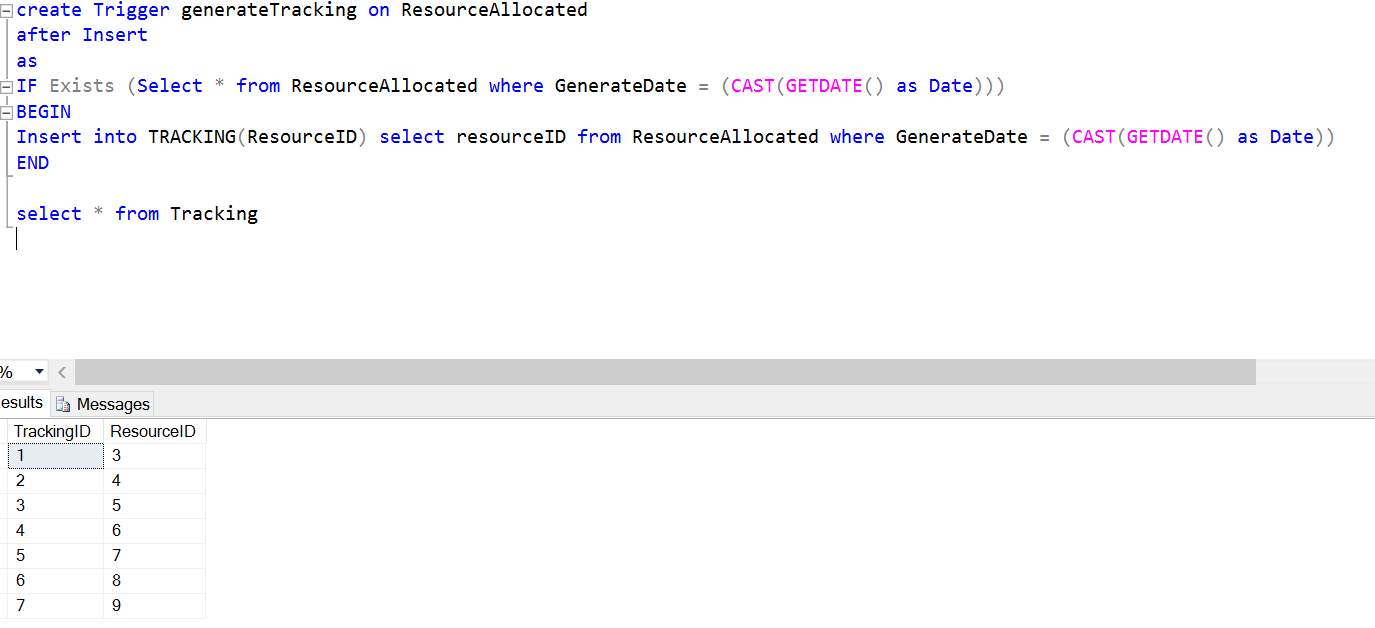 create Trigger generateTracking on ResourceAllocated
after Insert
as
IF Exists (Select * from ResourceAllocated where GenerateDate = (CAST(GETDATE() as Date)))
BEGIN
Insert into TRACKING(ResourceID) select resourceID from ResourceAllocated where GenerateDate = (CAST(GETDATE() as Date))
END
select * from Tracking
%
esults Messages
TrackingID ResourceID
1 3
2 4
3 5
4 6
5 7
6 8
7 9